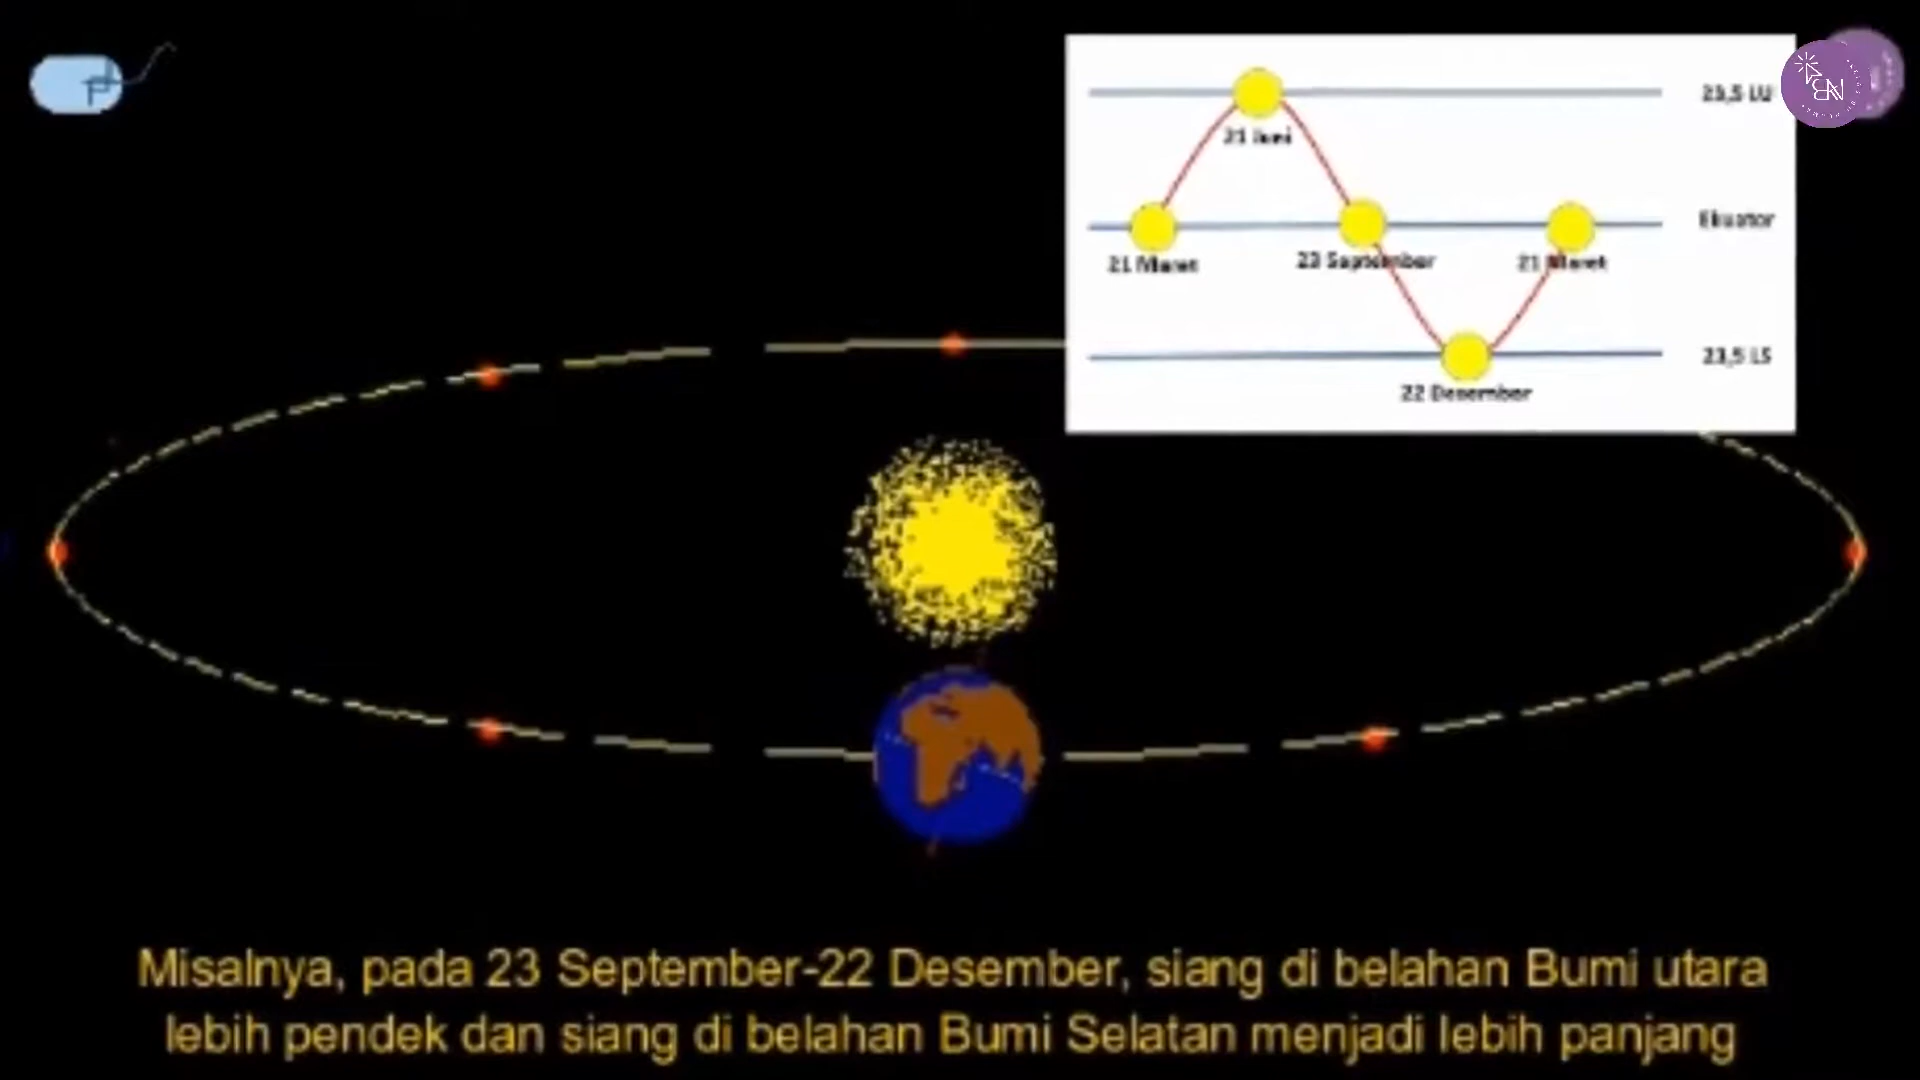 23,5 LU
21 Juni
Ekuator
21 Maret
23 September
21 Maret
23,5 LS
22 Desember
Misalnya, pada 23 September-22 Desember, siang di belahan Bumi utara
lebih pendek dan siang di belahan Bumi Selatan menjadi lebih panjang